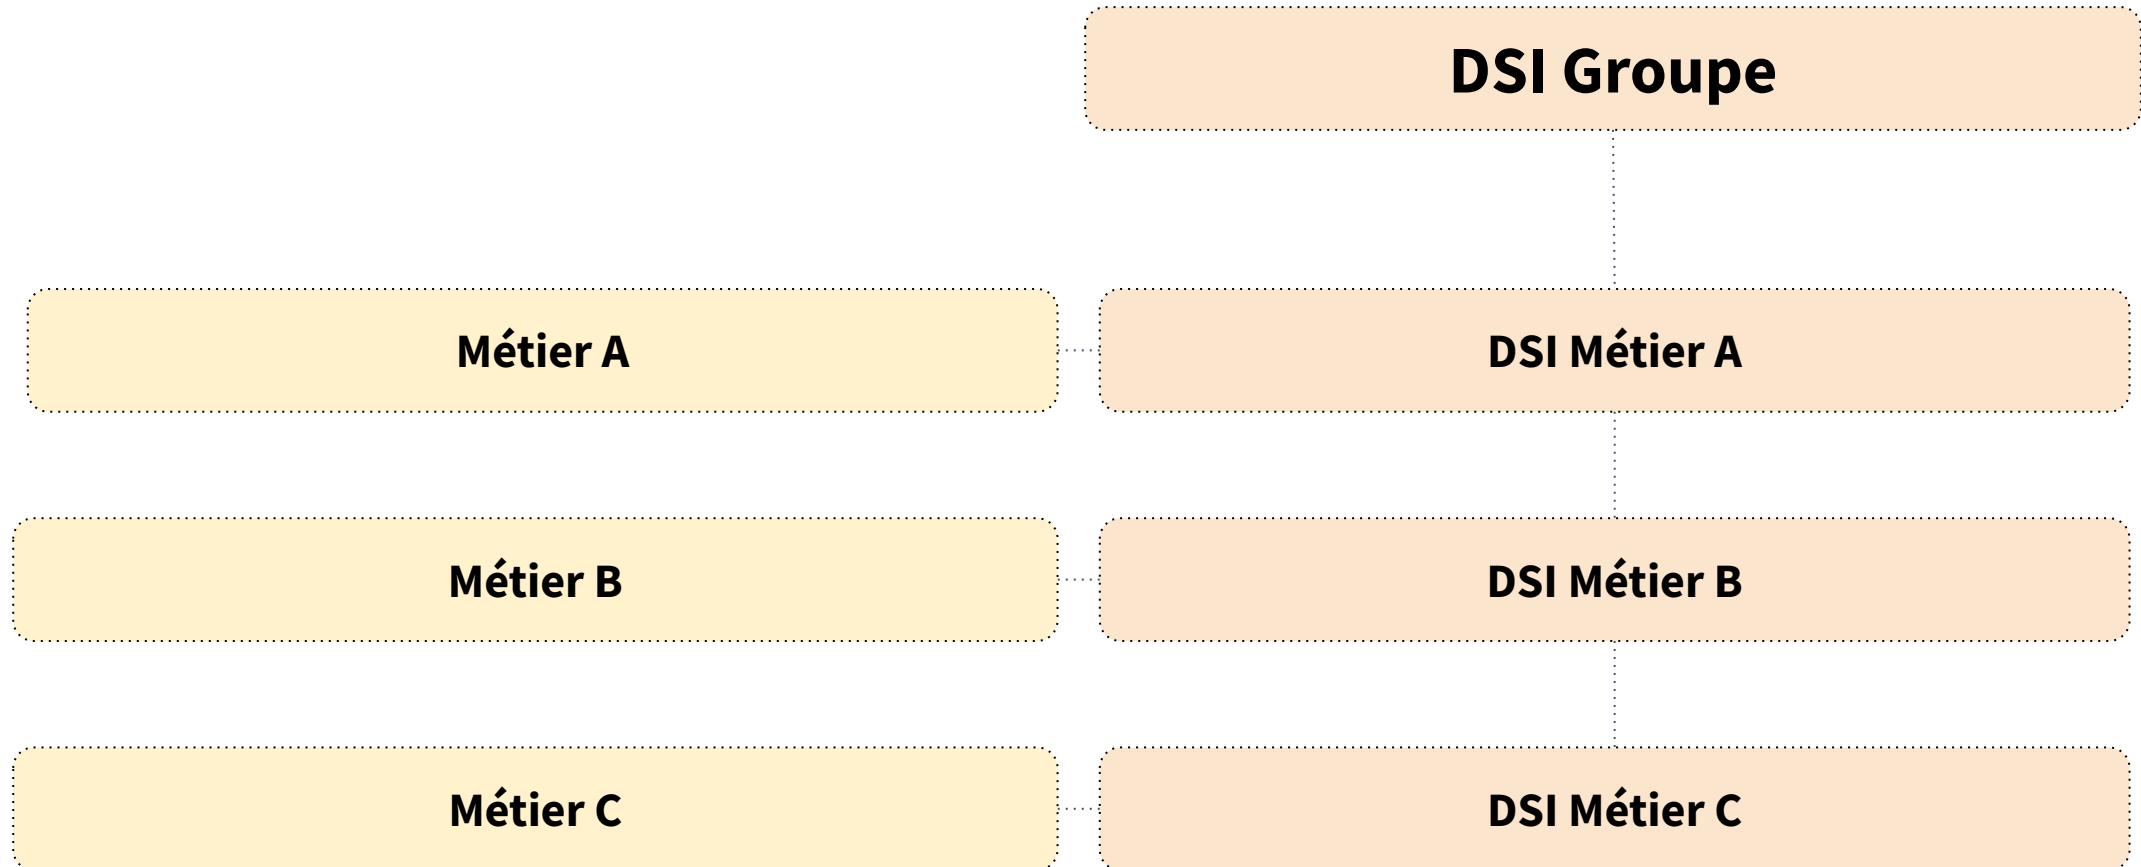 DSI Groupe
Métier A
DSI Métier A
Métier B
DSI Métier B
Métier C
DSI Métier C